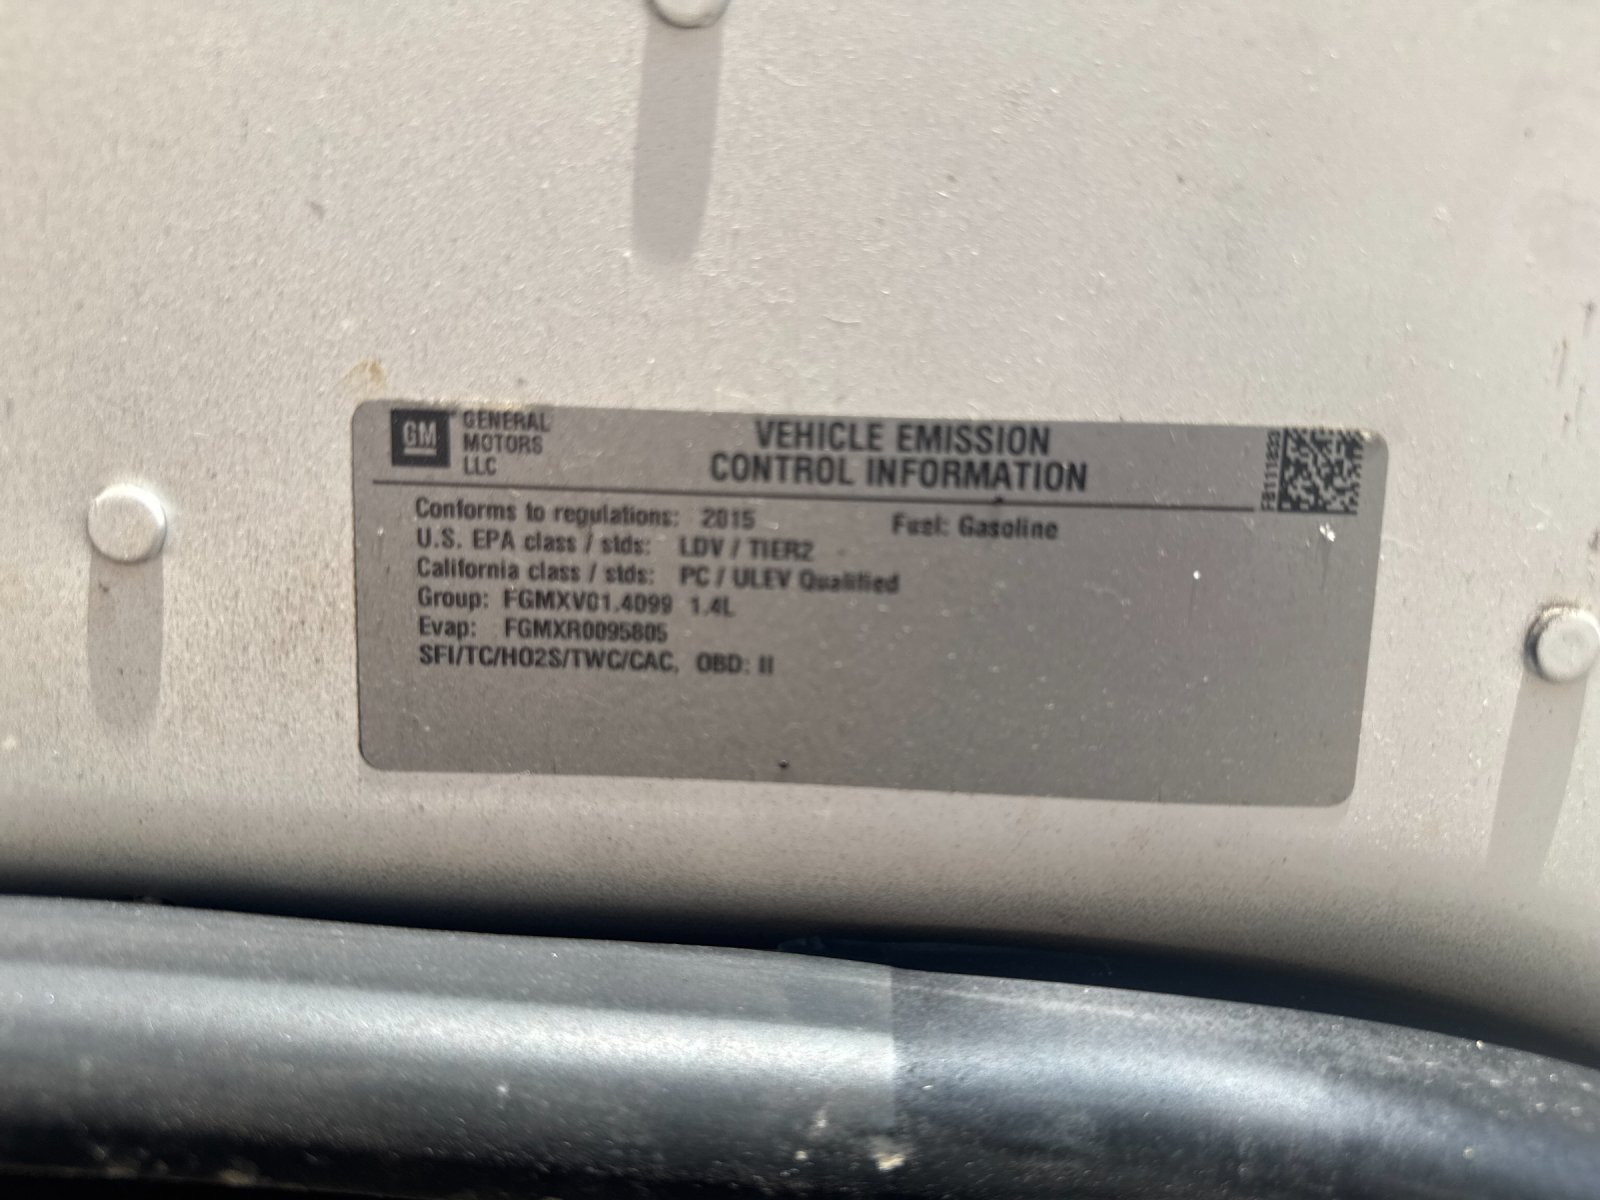 GM GENERAL
MOTORS
LLC
VEHICLE EMISSION
CONTROL INFORMATION
Conforms to regulations: 2015 Fuel: Gasoline
U.S. EPA class / stds: LDV / TIER2
California class / stds: PC / ULEV Qualified
Group: FGMXV01.4099 1.4L
Evap: FGMXR0095805
SFI/TC/HO2S/TWC/CAC, OBD: II